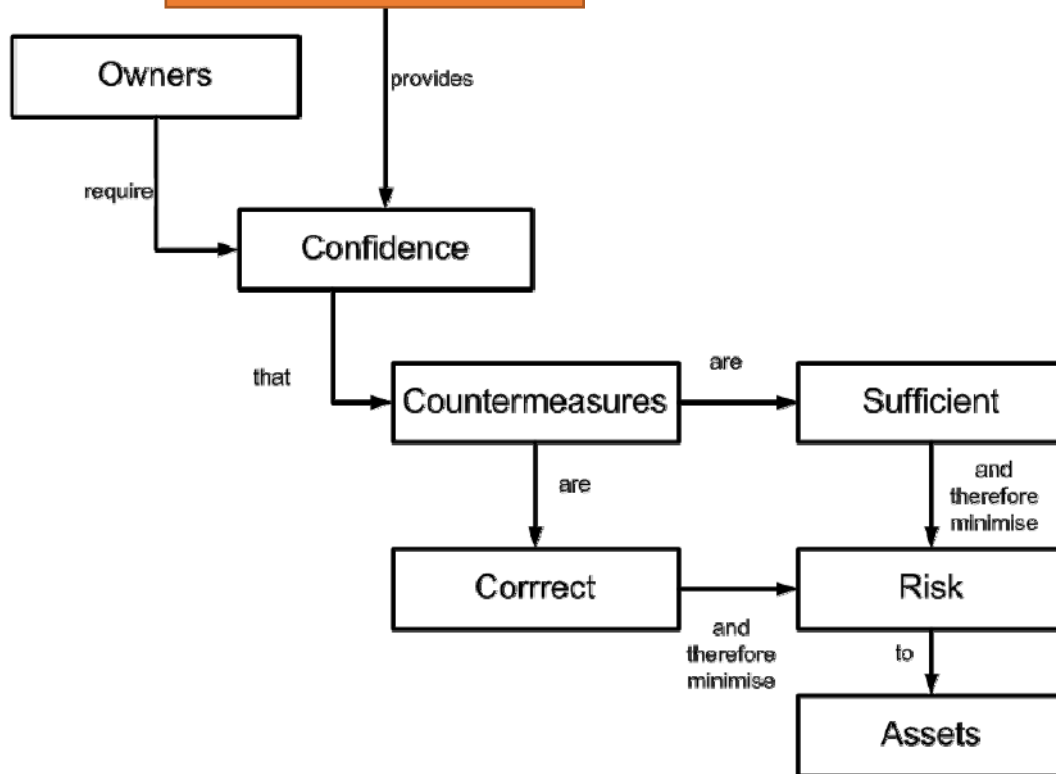 Owners
provides
require
Confidence
that
Countermeasures
are
Sufficient
are
and
therefore
minimise
Corrrect
and
therefore
minimise
Risk
to
Assets